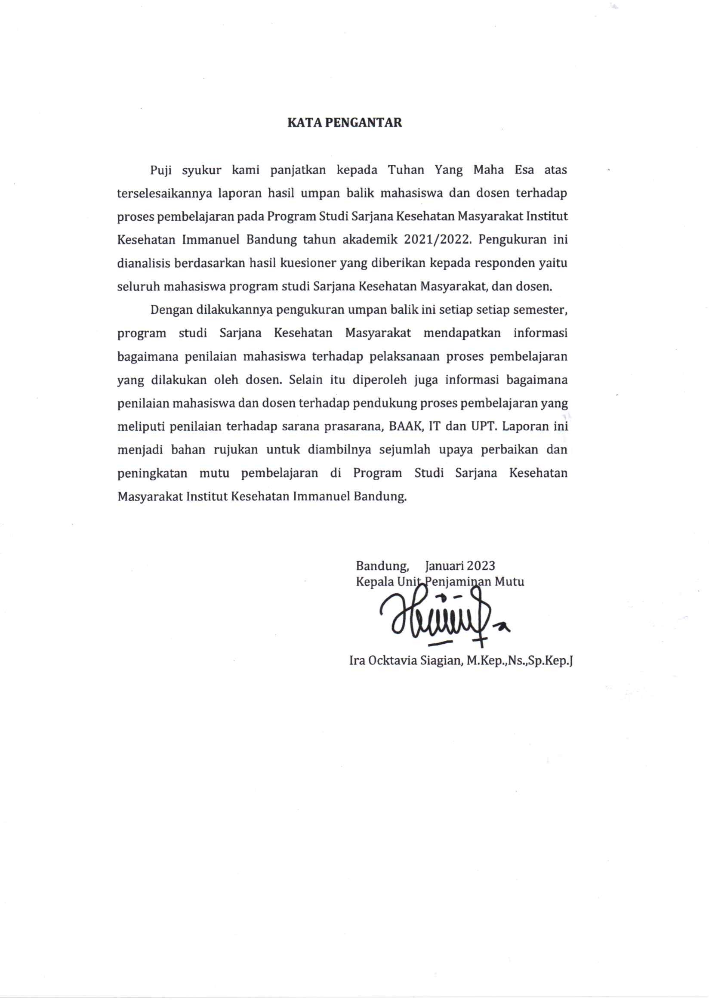 KATA PENGANTAR
Puji syukur kami panjatkan kepada Tuhan Yang Maha Esa atas
terselesaikannya laporan hasil umpan balik mahasiswa dan dosen terhadap
proses pembelajaran pada Program Studi Sarjana Kesehatan Masyarakat Institut
Kesehatan Immanuel Bandung tahun akademik 2021/2022. Pengukuran ini
dianalisis berdasarkan hasil kuesioner yang diberikan kepada responden yaitu
seluruh mahasiswa program studi Sarjana Kesehatan Masyarakat, dan dosen.
Dengan dilakukannya pengukuran umpan balik ini setiap setiap semester,
program studi Sarjana Kesehatan Masyarakat mendapatkan informasi
bagaimana penilaian mahasiswa terhadap pelaksanaan proses pembelajaran
yang dilakukan oleh dosen. Selain itu diperoleh juga informasi bagaimana
penilaian mahasiswa dan dosen terhadap pendukung proses pembelajaran yang
meliputi penilaian terhadap sarana prasarana, BAAK, IT dan UPT. Laporan ini
menjadi bahan rujukan untuk diambilnya sejumlah upaya perbaikan dan
peningkatan mutu pembelajaran di Program Studi Sarjana Kesehatan
Masyarakat Institut Kesehatan Immanuel Bandung.
Bandung, Januari 2023
Kepala Unit Penjaminan Mutu
Ira Ocktavia Siagian, M.Kep.,Ns.,Sp.Kep.J